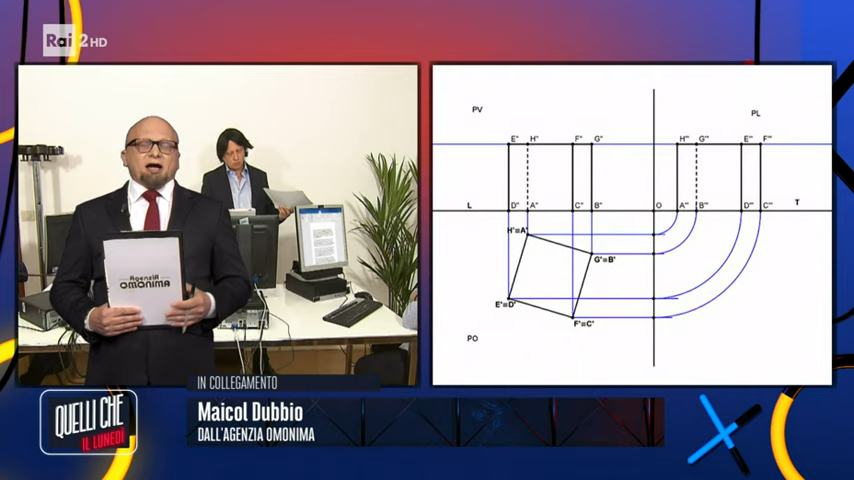 Rai 2 HD
PV
PL
E" H" F" G" H''' G''' E''' F'''
L D" A" C" B" O A''' B''' D''' C''' T
H'≡A'
G'≡B'
E'≡D'
F'≡C'
PO
AgenziA
OMONIMA
IN COLLEGAMENTO
Maicol Dubbio
DALL'AGENZIA OMONIMA
QUELLI CHE
IL LUNEDÌ